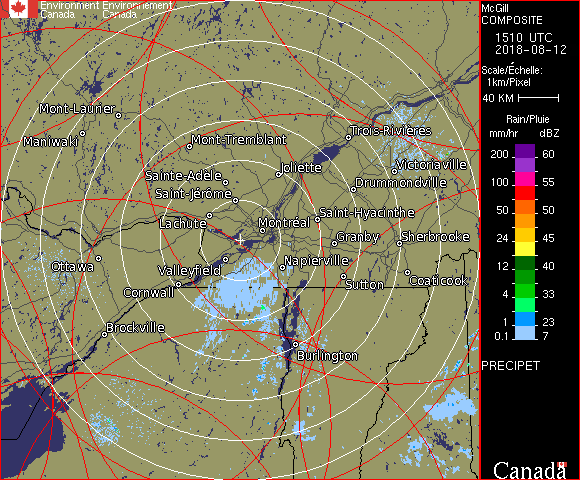 Environment Environnement
Canada Canada
McGill
COMPOSITE
1510 UTC
2018-08-12
Scale/Échelle:
1km/Pixel
40 KM
Rain/Pluie
mm/hr dBZ
200 60
100 55
50 50
24 45
12 40
4 33
1 23
0.1 7
PRECIPET
Canada
Mont-Laurier
Maniwaki
Mont-Tremblant
Trois-Rivières
Sainte-Adèle
Joliette
Victoriaville
Saint-Jérôme
Drummondville
Lachute
Montréal
Saint-Hyacinthe
Granby
Sherbrooke
Ottawa
Valleyfield
Napierville
Cornwall
Sutton
Coaticook
Brockville
Burlington